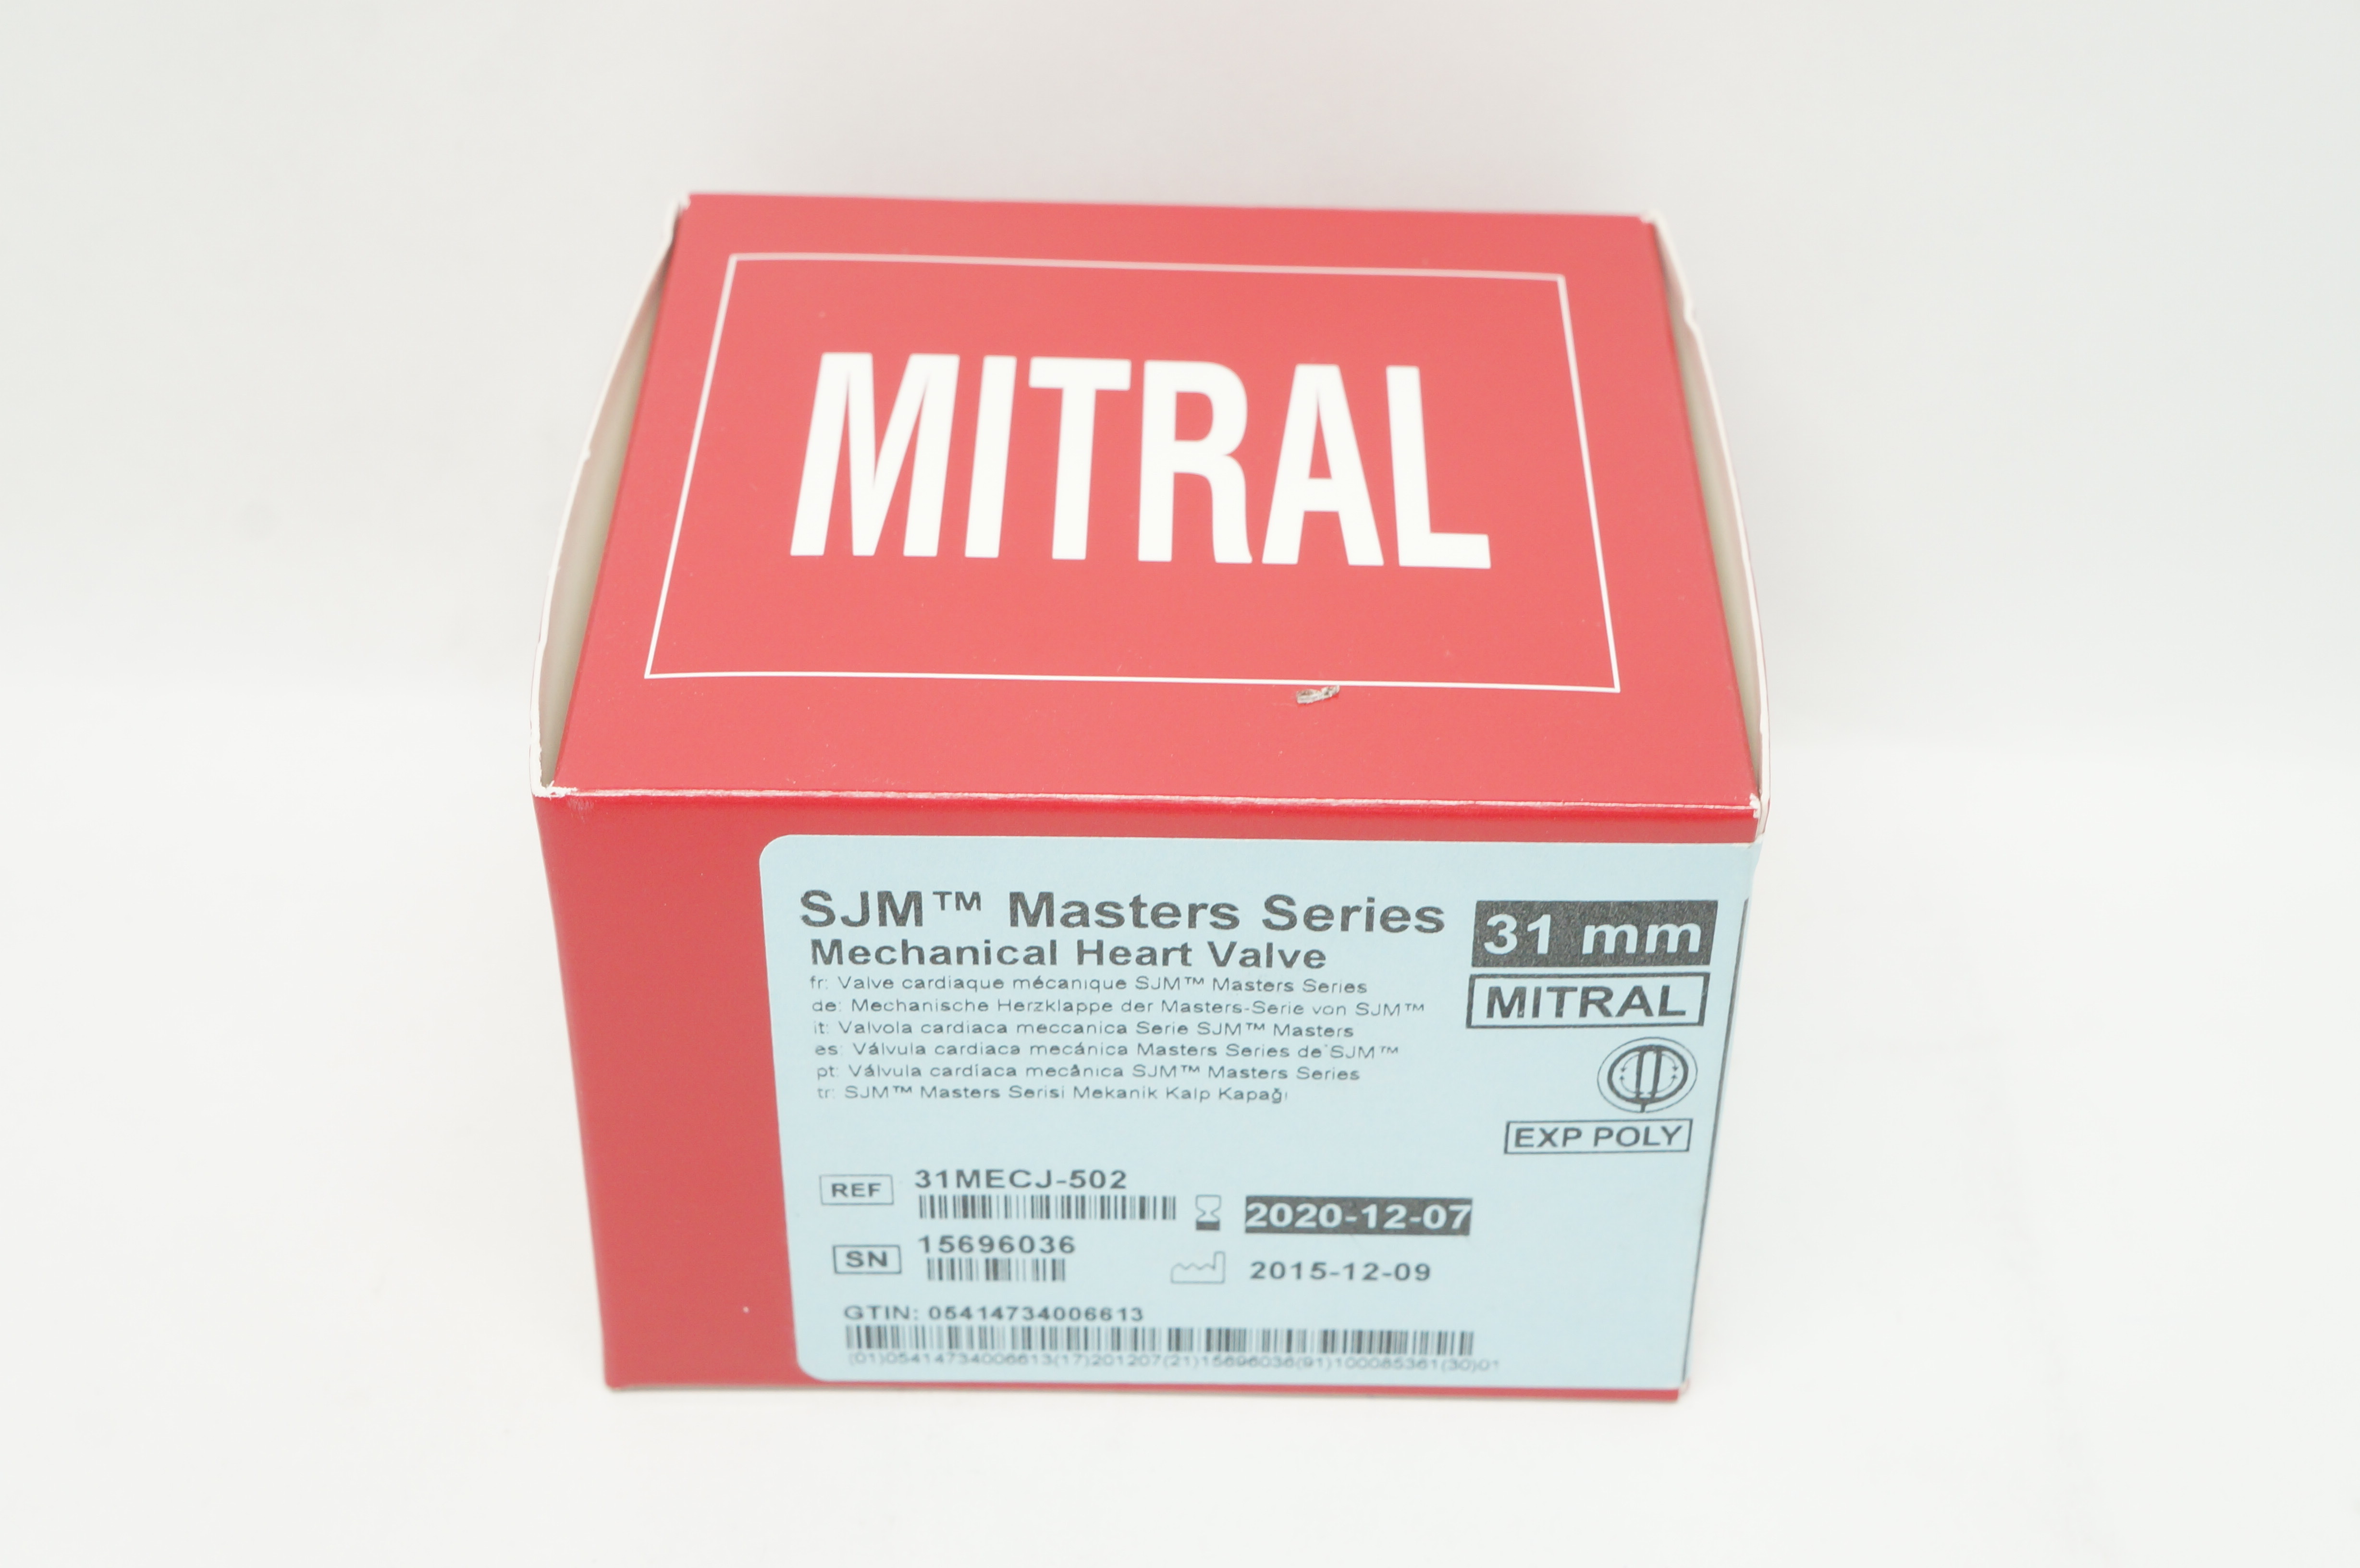 MITRAL
SJM™ Masters Series
Mechanical Heart Valve
31 mm
MITRAL
fr: Valve cardiaque mécanique SJM™ Masters Series
de: Mechanische Herzklappe der Masters-Serie von SJM™
it: Valvola cardiaca meccanica Serie SJM™ Masters
es: Válvula cardiaca mecánica Masters Series de SJM™
pt: Válvula cardíaca mecânica SJM™ Masters Series
tr: SJM™ Masters Serisi Mekanik Kalp Kapağı
EXP POLY
REF 31MECJ-502
2020-12-07
SN 15696036
2015-12-09
GTIN: 05414734006613
(01)05414734006613(17)201207(21)15696036(91)100085361(30)01